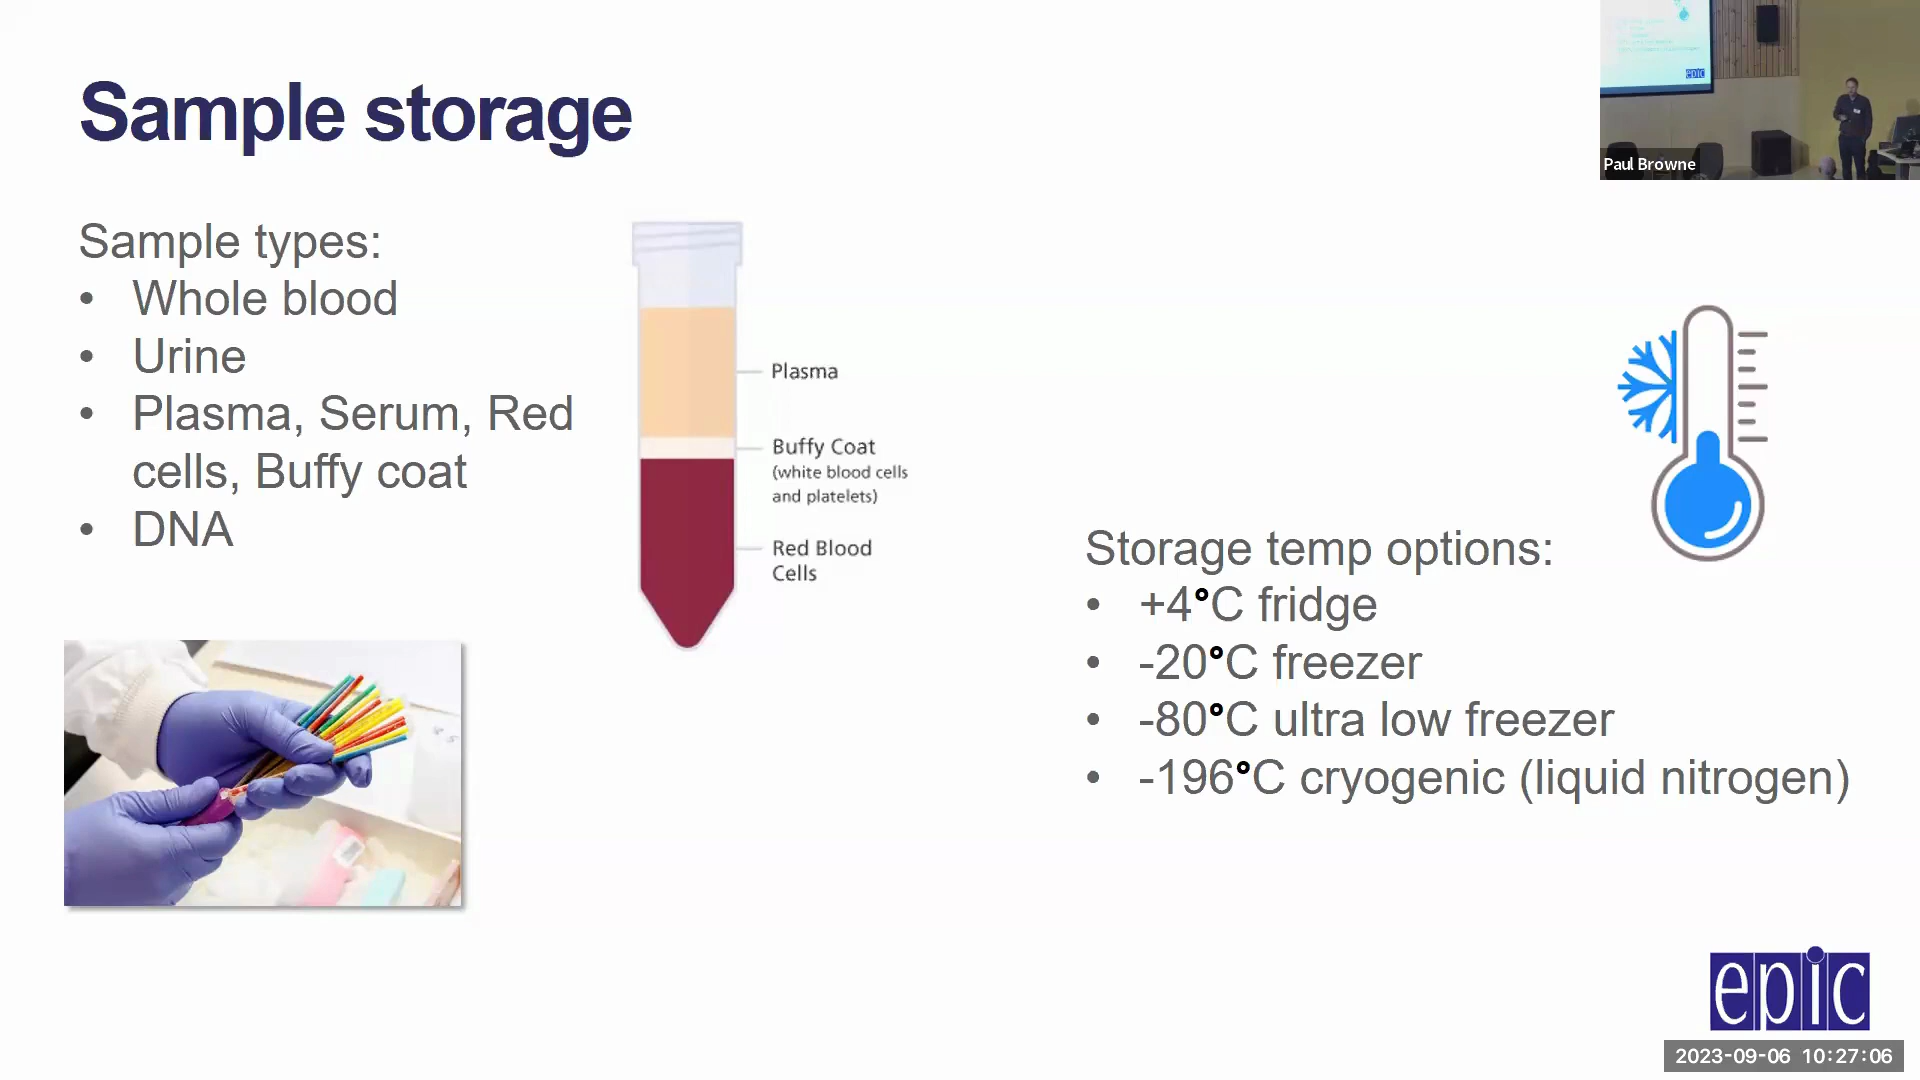 Sample storage
Paul Browne
epic
Sample types:
• Whole blood
• Urine
• Plasma, Serum, Red
cells, Buffy coat
• DNA
Plasma
Buffy Coat
(white blood cells
and platelets)
Red Blood
Cells
Storage temp options:
• +4°C fridge
• -20°C freezer
• -80°C ultra low freezer
• -196°C cryogenic (liquid nitrogen)
epic
2023-09-06 10:27:06